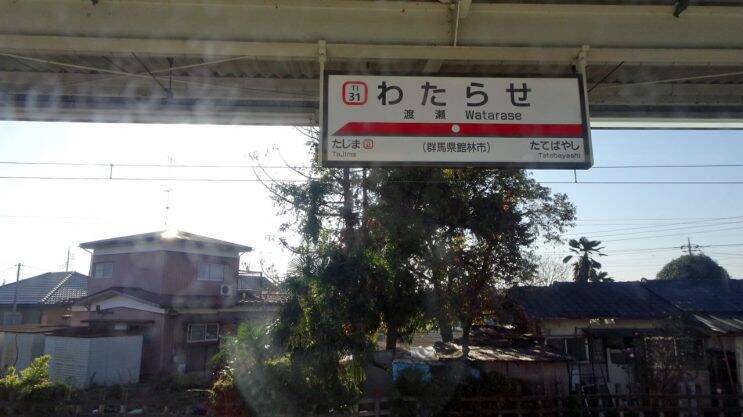 TI
31
わたらせ
渡瀬 Watarase
たじま
Tajima
(群馬県館林市)
たてばやし
Tatebayashi